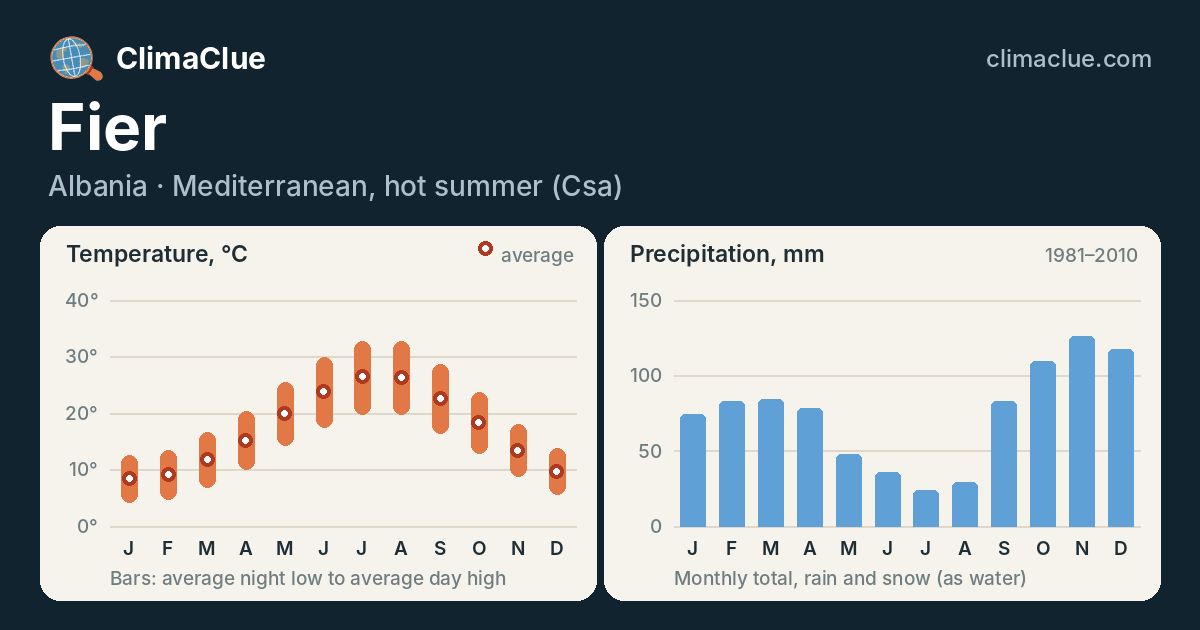 ClimaClue
climaclue.com
Fier
Albania · Mediterranean, hot summer (Csa)
Temperature, °C
average
40°
30°
20°
10°
0°
J F M A M J J A S O N D
Bars: average night low to average day high
Precipitation, mm
1981–2010
150
100
50
0
J F M A M J J A S O N D
Monthly total, rain and snow (as water)